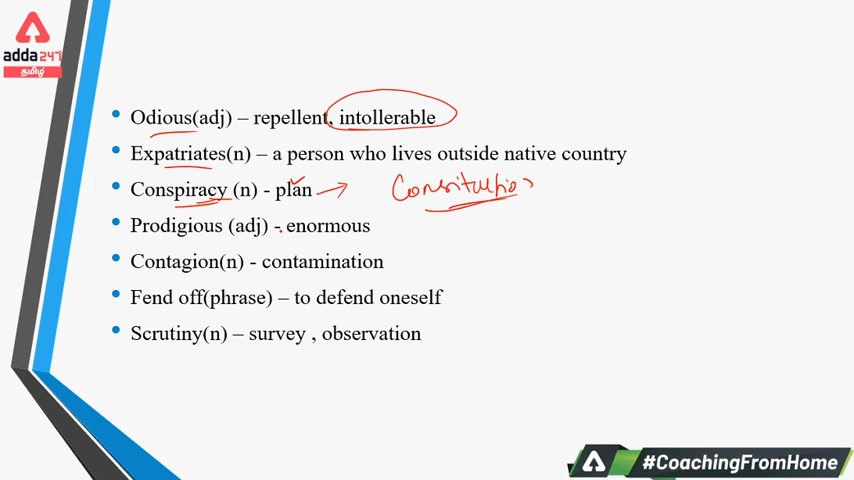 adda247
தமிழ்
Odious(adj) – repellent, intollerable
Expatriates(n) – a person who lives outside native country
Conspiracy (n) - plan
Prodigious (adj) - enormous
Contagion(n) - contamination
Fend off(phrase) – to defend oneself
Scrutiny(n) – survey , observation
#CoachingFromHome